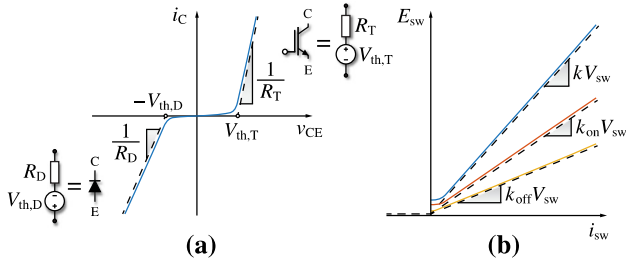 i_C
C
E
=
R_T
V_th,T
1/R_T
−V_th,D
V_th,T
v_CE
1/R_D
R_D
V_th,D
=
C
E
(a)
E_sw
kV_sw
k_on V_sw
k_off V_sw
i_sw
(b)